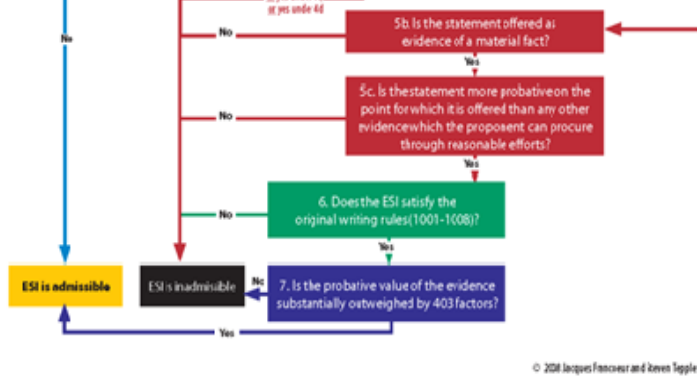 or yes unde 4d
No
5b. Is the statement offered as
evidence of a material fact?
No
Yes
5c. Is the statement more probative on the
point for which it is offered than any other
evidence which the proponent can procure
through reasonable efforts?
No
Yes
6. Does the ESI satisfy the
original writing rules (1001-1008)?
No
Yes
ESI is admissible
ESI is inadmissible
No
7. Is the probative value of the evidence
substantially outweighed by 403 factors?
Yes
© Jacques Francoeur and Steven Tepple